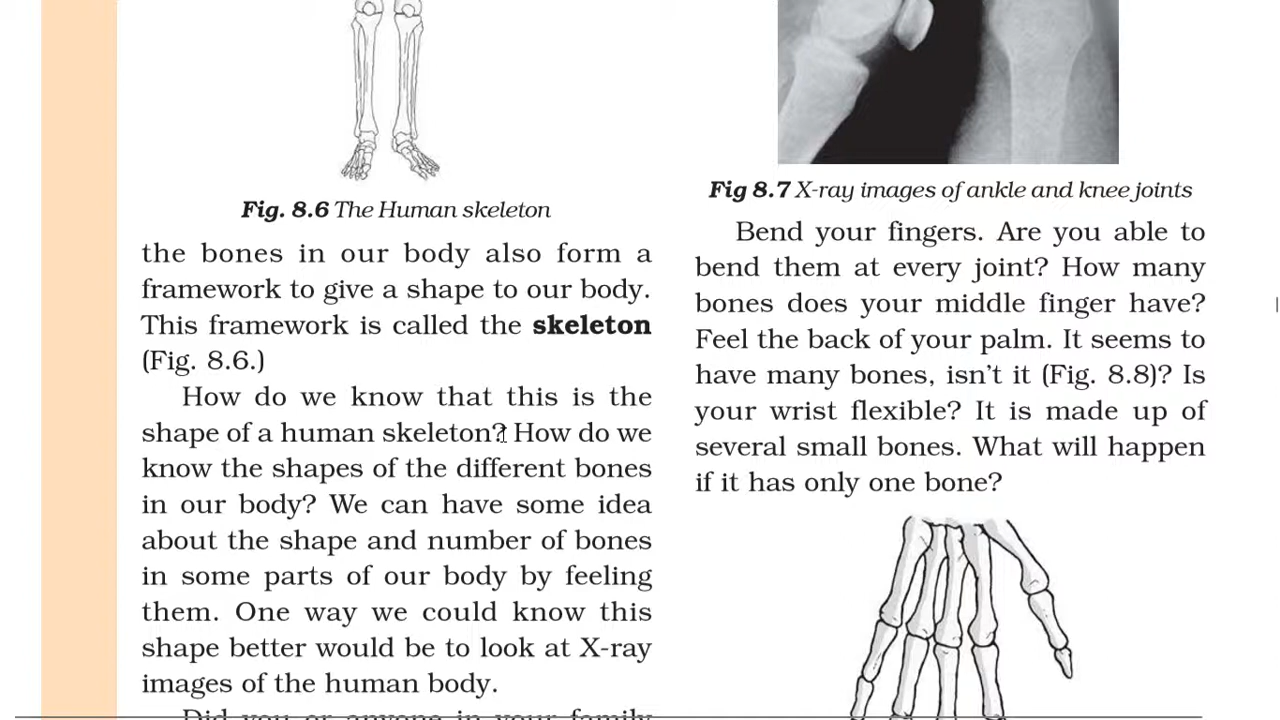 Fig. 8.6 The Human skeleton
the bones in our body also form a
framework to give a shape to our body.
This framework is called the skeleton
(Fig. 8.6.)
How do we know that this is the
shape of a human skeleton? How do we
know the shapes of the different bones
in our body? We can have some idea
about the shape and number of bones
in some parts of our body by feeling
them. One way we could know this
shape better would be to look at X-ray
images of the human body.
Did you or anyone in your family
Fig 8.7 X-ray images of ankle and knee joints
Bend your fingers. Are you able to
bend them at every joint? How many
bones does your middle finger have?
Feel the back of your palm. It seems to
have many bones, isn't it (Fig. 8.8)? Is
your wrist flexible? It is made up of
several small bones. What will happen
if it has only one bone?